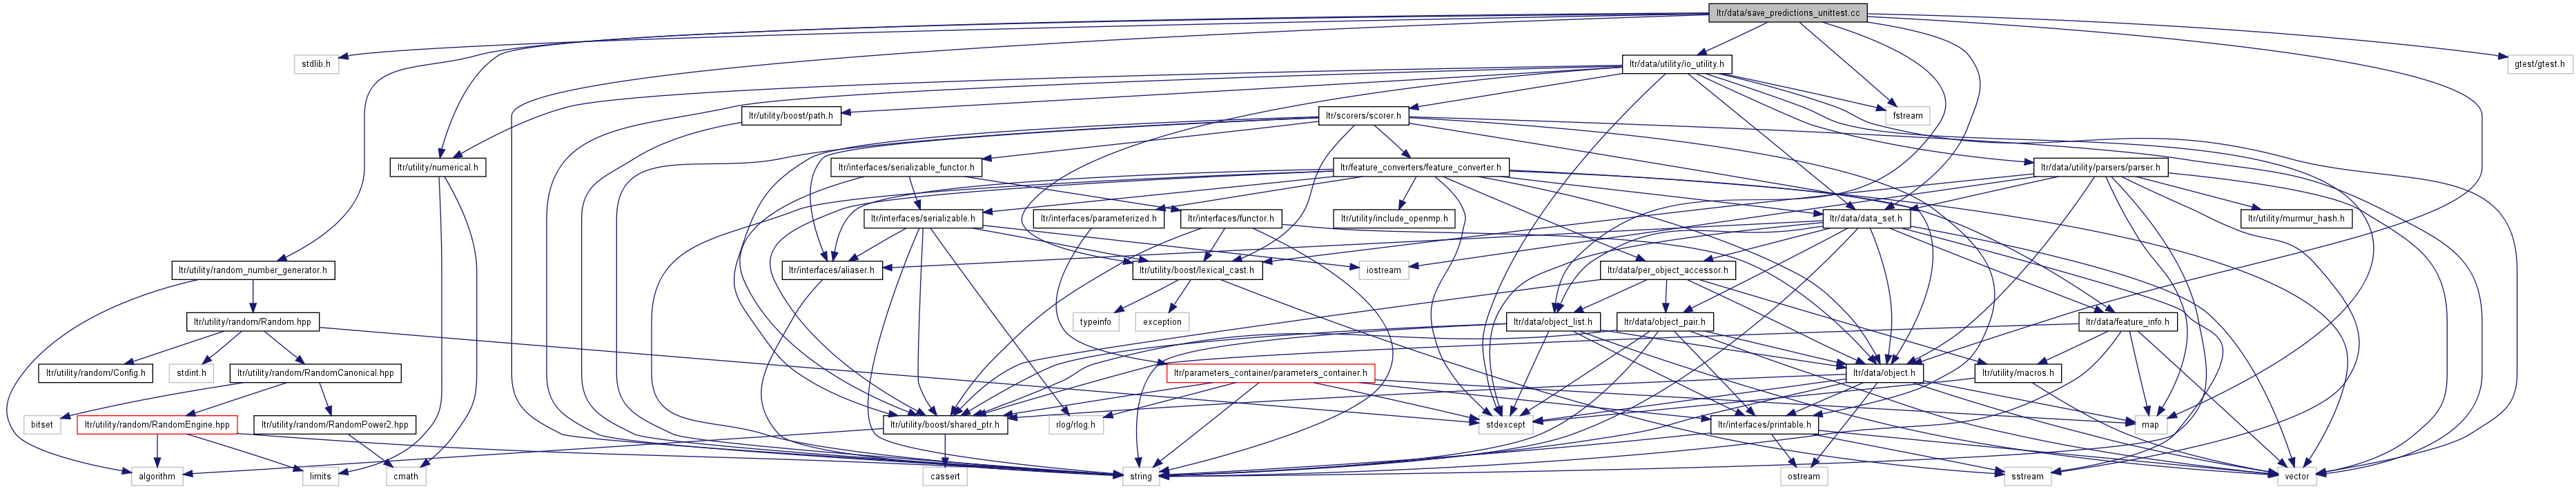 ltr/data/save_predictions_unittest.cc
stdlib.h
ltr/data/utility/io_utility.h
gtest/gtest.h
ltr/utility/boost/path.h
ltr/scorers/scorer.h
fstream
ltr/utility/numerical.h
ltr/interfaces/serializable_functor.h
ltr/feature_converters/feature_converter.h
ltr/data/utility/parsers/parser.h
ltr/interfaces/serializable.h
ltr/interfaces/parameterized.h
ltr/interfaces/functor.h
ltr/utility/include_openmp.h
ltr/data/data_set.h
ltr/utility/murmur_hash.h
ltr/utility/random_number_generator.h
ltr/interfaces/aliaser.h
ltr/utility/boost/lexical_cast.h
iostream
ltr/data/per_object_accessor.h
ltr/utility/random/Random.hpp
typeinfo
exception
ltr/data/object_list.h
ltr/data/object_pair.h
ltr/data/feature_info.h
ltr/utility/random/Config.h
stdint.h
ltr/utility/random/RandomCanonical.hpp
ltr/parameters_container/parameters_container.h
ltr/data/object.h
ltr/utility/macros.h
bitset
ltr/utility/random/RandomEngine.hpp
ltr/utility/random/RandomPower2.hpp
ltr/utility/boost/shared_ptr.h
rlog/rlog.h
stdexcept
ltr/interfaces/printable.h
map
algorithm
limits
cmath
cassert
string
ostream
sstream
vector